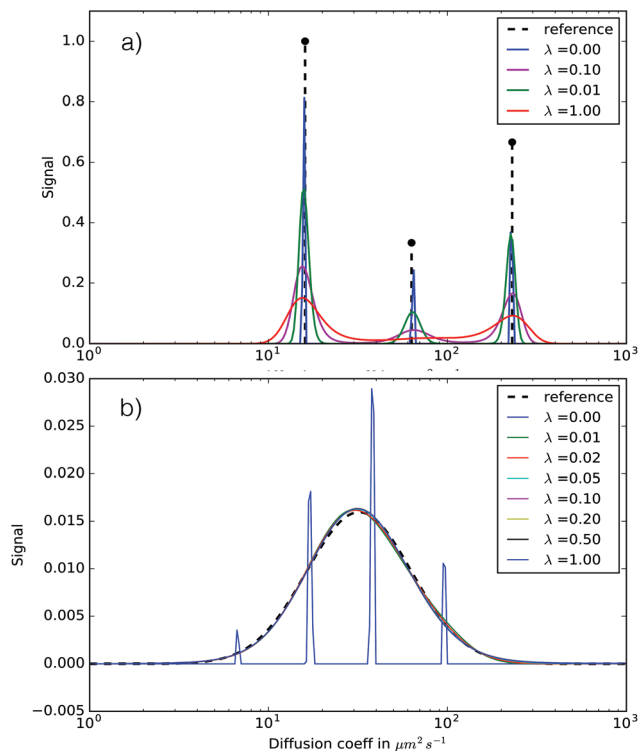 a)
1.0
0.8
0.6
0.4
0.2
0.0
Signal
reference
λ =0.00
λ =0.10
λ =0.01
λ =1.00
10⁰
10¹
10²
10³
b)
0.030
0.025
0.020
0.015
0.010
0.005
0.000
−0.005
Signal
reference
λ =0.00
λ =0.01
λ =0.02
λ =0.05
λ =0.10
λ =0.20
λ =0.50
λ =1.00
10⁰
10¹
10²
10³
Diffusion coeff in μm² s⁻¹